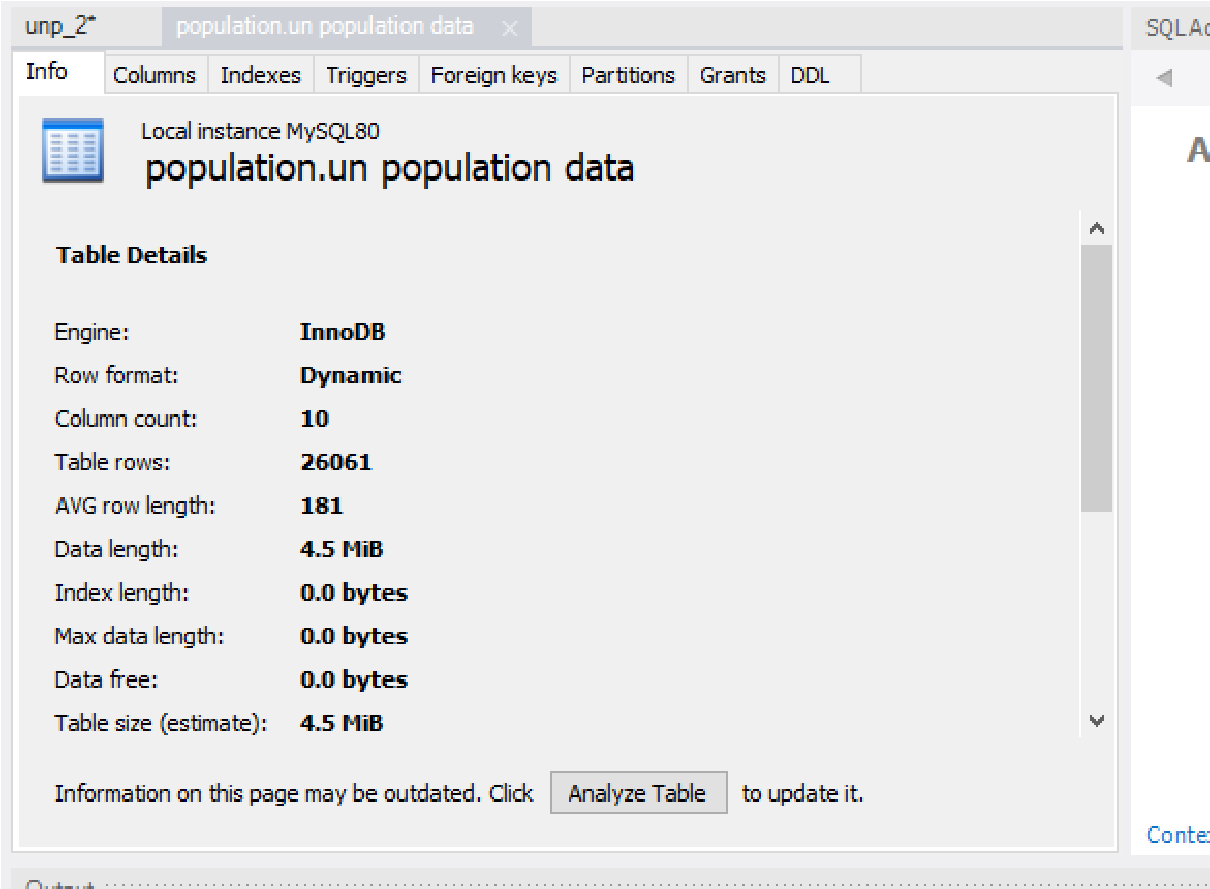 unp_2*
population.un population data
SQLAd
Info
Columns
Indexes
Triggers
Foreign keys
Partitions
Grants
DDL
Local instance MySQL80
population.un population data
A
Table Details
Engine: InnoDB
Row format: Dynamic
Column count: 10
Table rows: 26061
AVG row length: 181
Data length: 4.5 MiB
Index length: 0.0 bytes
Max data length: 0.0 bytes
Data free: 0.0 bytes
Table size (estimate): 4.5 MiB
Information on this page may be outdated. Click Analyze Table to update it.
Contex
Output